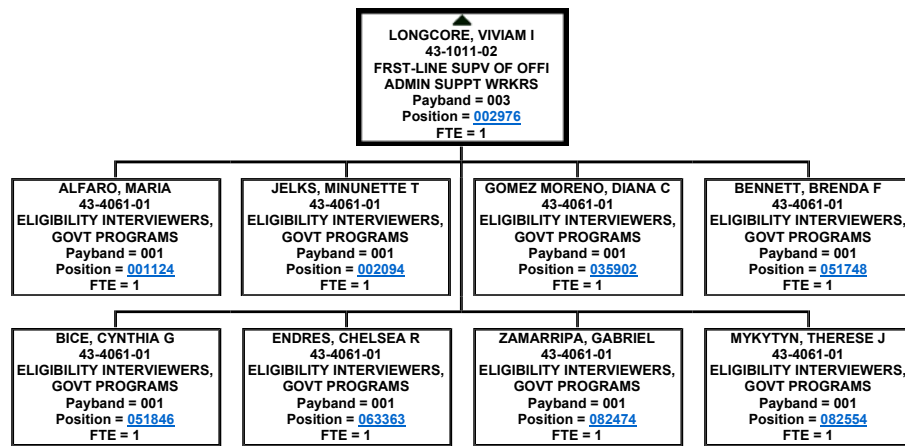 LONGCORE, VIVIAM I
43-1011-02
FRST-LINE SUPV OF OFFI
ADMIN SUPPT WRKRS
Payband = 003
Position = 002976
FTE = 1
ALFARO, MARIA
43-4061-01
ELIGIBILITY INTERVIEWERS,
GOVT PROGRAMS
Payband = 001
Position = 001124
FTE = 1
JELKS, MINUNETTE T
43-4061-01
ELIGIBILITY INTERVIEWERS,
GOVT PROGRAMS
Payband = 001
Position = 002094
FTE = 1
GOMEZ MORENO, DIANA C
43-4061-01
ELIGIBILITY INTERVIEWERS,
GOVT PROGRAMS
Payband = 001
Position = 035902
FTE = 1
BENNETT, BRENDA F
43-4061-01
ELIGIBILITY INTERVIEWERS,
GOVT PROGRAMS
Payband = 001
Position = 051748
FTE = 1
BICE, CYNTHIA G
43-4061-01
ELIGIBILITY INTERVIEWERS,
GOVT PROGRAMS
Payband = 001
Position = 051846
FTE = 1
ENDRES, CHELSEA R
43-4061-01
ELIGIBILITY INTERVIEWERS,
GOVT PROGRAMS
Payband = 001
Position = 063363
FTE = 1
ZAMARRIPA, GABRIEL
43-4061-01
ELIGIBILITY INTERVIEWERS,
GOVT PROGRAMS
Payband = 001
Position = 082474
FTE = 1
MYKYTYN, THERESE J
43-4061-01
ELIGIBILITY INTERVIEWERS,
GOVT PROGRAMS
Payband = 001
Position = 082554
FTE = 1